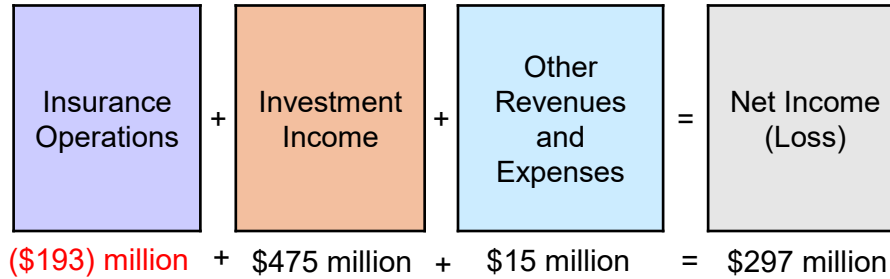 Insurance
Operations
+
Investment
Income
+
Other
Revenues
and
Expenses
=
Net Income
(Loss)
($193) million + $475 million + $15 million = $297 million